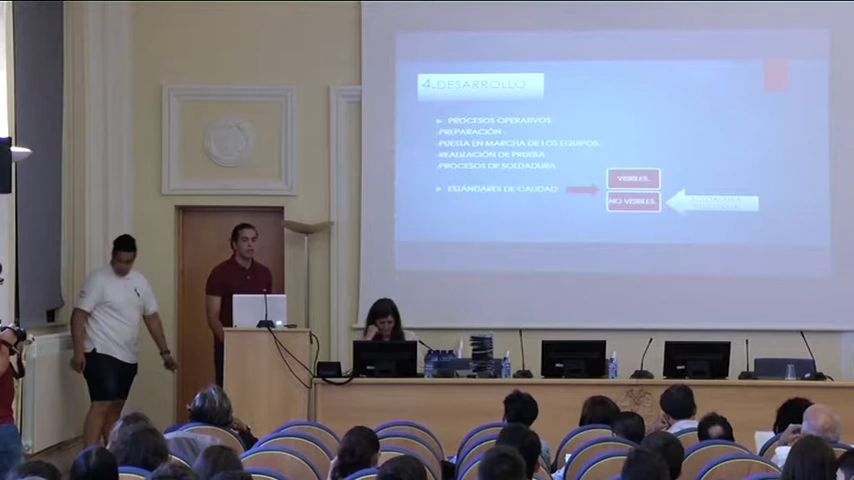 4.DESARROLLO
► PROCESOS OPERATIVOS
-PREPARACIÓN.
-PUESTA EN MARCHA DE LOS EQUIPOS.
-REALIZACIÓN DE PRUEBA
-PROCESOS DE SOLDADURA
► ESTÁNDARES DE CALIDAD
VISIBLES.
NO VISIBLES.